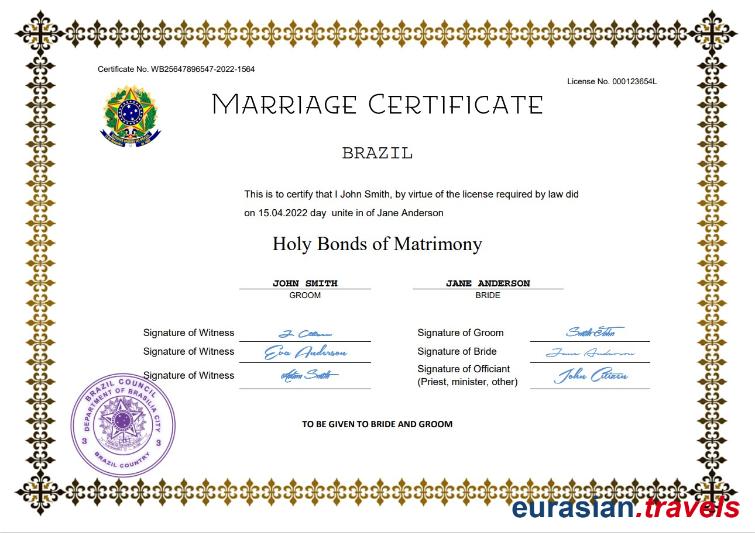 Certificate No. WB25647896547-2022-1564
License No. 000123654L
MARRIAGE CERTIFICATE
BRAZIL
This is to certify that I John Smith, by virtue of the license required by law did
on 15.04.2022 day unite in of Jane Anderson
Holy Bonds of Matrimony
JOHN SMITH
GROOM
JANE ANDERSON
BRIDE
Signature of Witness J. Citizen
Signature of Witness Eva Anderson
Signature of Witness Adam Smith
Signature of Groom Smith John
Signature of Bride Jane Anderson
Signature of Officiant John Citizen
(Priest, minister, other)
BRAZIL COUNCIL
DEPARTMENT OF BRASILIA CITY
3 3
BRAZIL COUNTRY
TO BE GIVEN TO BRIDE AND GROOM
eurasian.travels